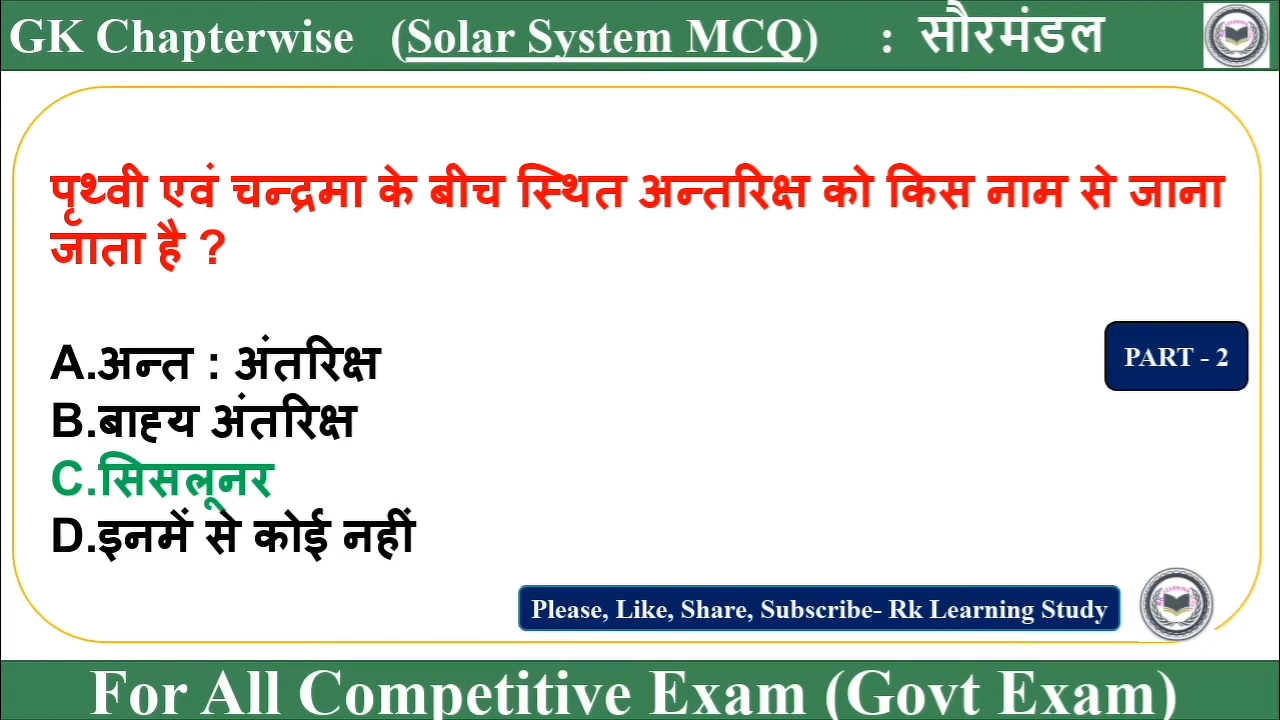 GK Chapterwise (Solar System MCQ) : सौरमंडल
पृथ्वी एवं चन्द्रमा के बीच स्थित अन्तरिक्ष को किस नाम से जाना
जाता है ?
A.अन्त : अंतरिक्ष
B.बाह्य अंतरिक्ष
C.सिसलूनर
D.इनमें से कोई नहीं
PART - 2
Please, Like, Share, Subscribe- Rk Learning Study
For All Competitive Exam (Govt Exam)